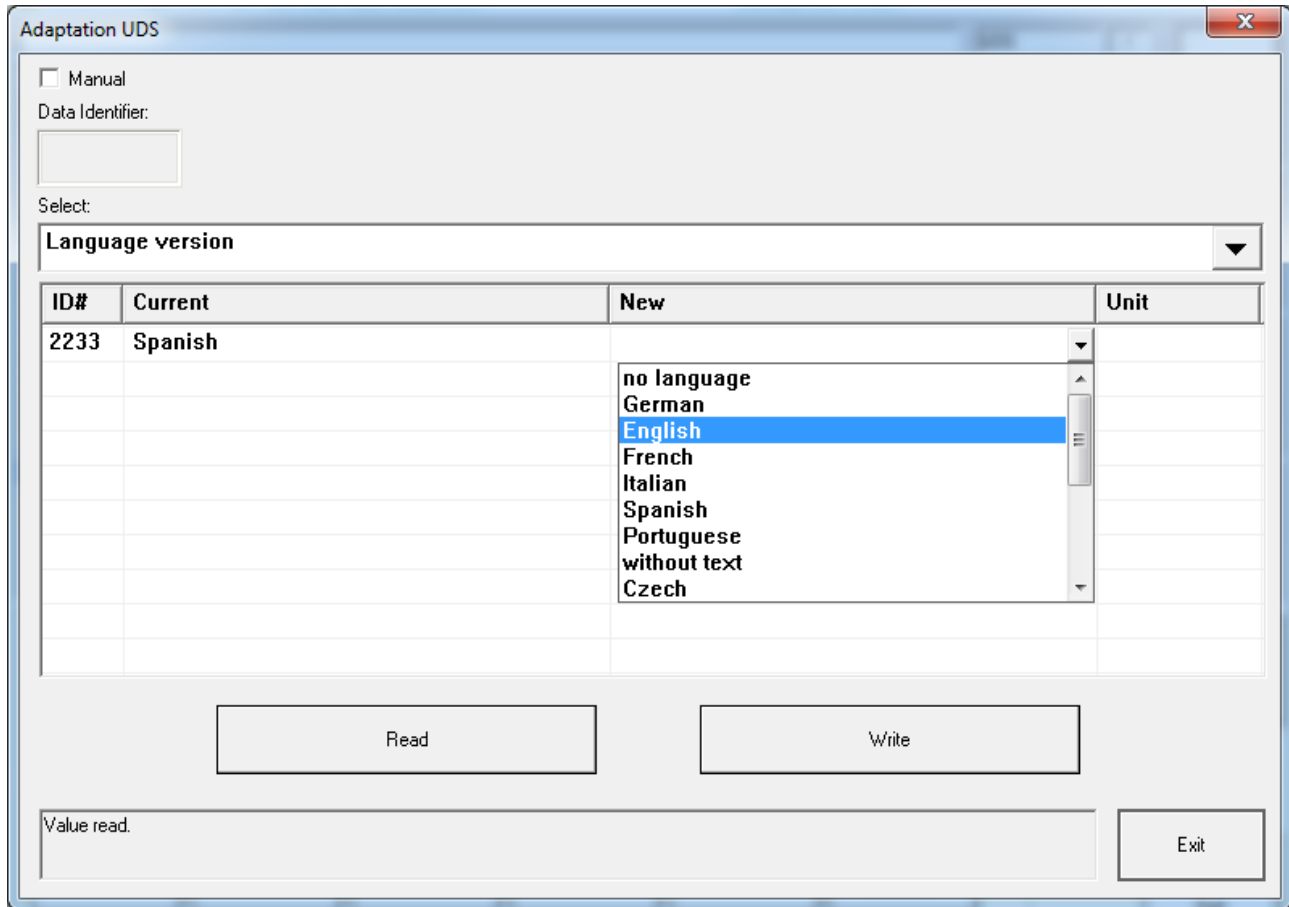 Adaptation UDS
x
Manual
Data Identifier:
Select:
Language version
ID# Current New Unit
2233 Spanish
no language
German
English
French
Italian
Spanish
Portuguese
without text
Czech
Read Write
Value read.
Exit